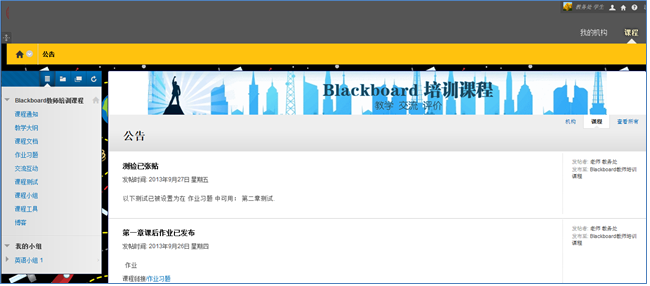 教务处 学生
我的机构 课程
公告
Blackboard教师培训课程
课程通知
教学大纲
课程文档
作业习题
交流互动
课程测试
课程小组
课程工具
博客
我的小组
英语小组 1
Blackboard 培训课程
教学 交流 评价
机构 课程 查看所有
公告
测验已张贴
发帖时间: 2013年9月27日 星期五
以下测试已被设置为在 作业习题 中可用： 第二章测试.
发帖者: 老师 教务处
发布至: Blackboard教师培训
课程
第一章课后作业已发布
发帖时间: 2013年9月26日 星期四
作业
课程链接/作业习题
发帖者: 老师 教务处
发布至: Blackboard教师培训
课程